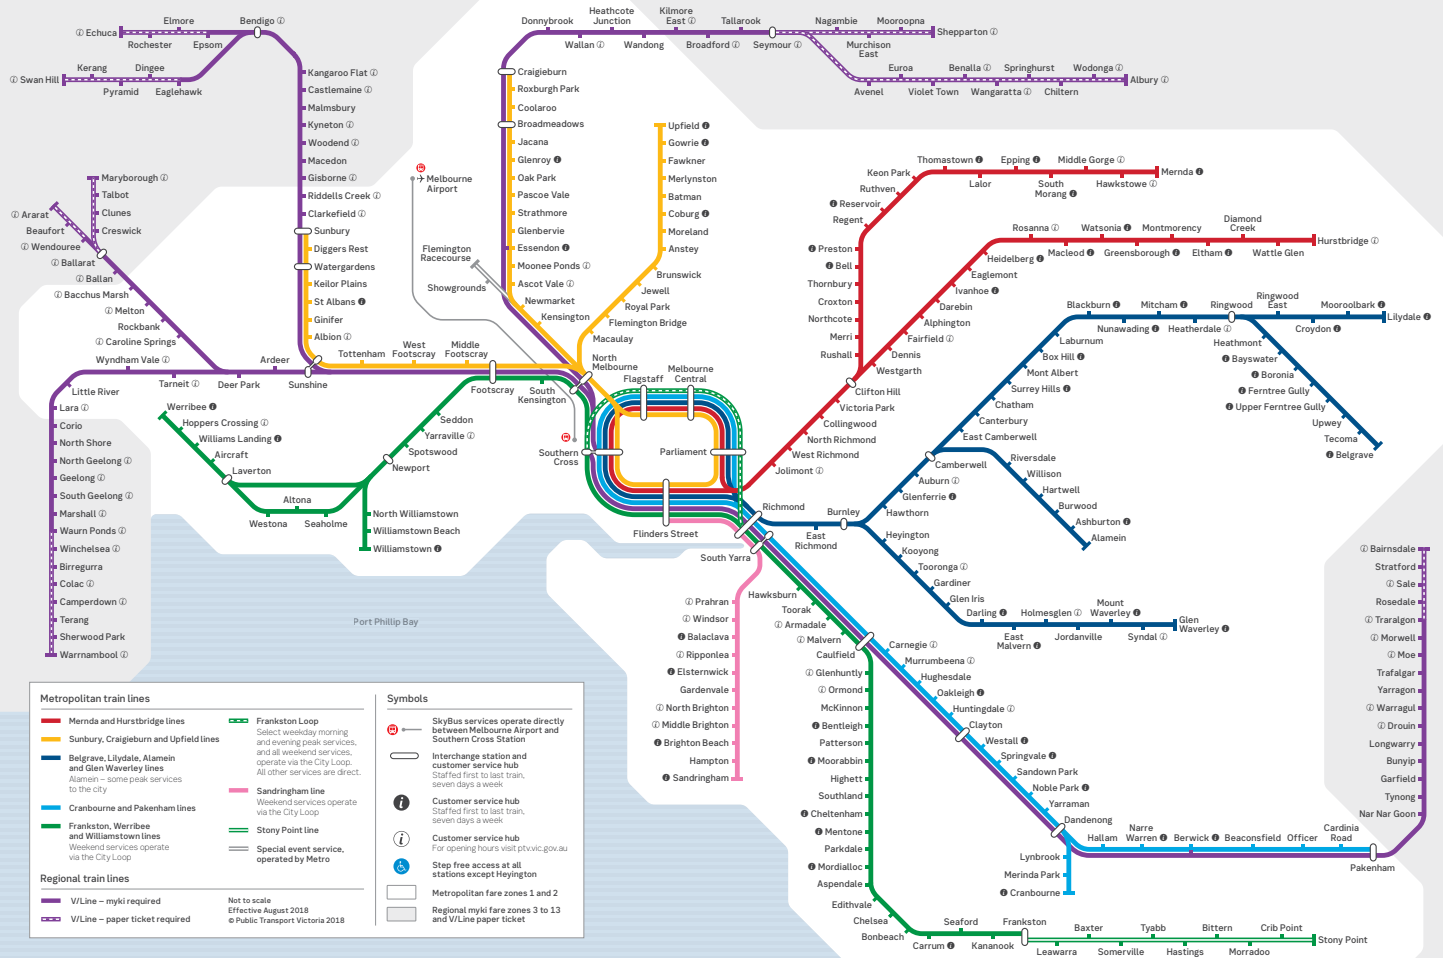 Echuca
Elmore
Rochester
Epsom
Bendigo
Swan Hill
Kerang
Pyramid
Dingee
Eaglehawk
Kangaroo Flat
Castlemaine
Malmsbury
Kyneton
Woodend
Macedon
Gisborne
Riddells Creek
Clarkefield
Sunbury
Diggers Rest
Watergardens
Keilor Plains
St Albans
Ginifer
Albion
Maryborough
Talbot
Clunes
Creswick
Ararat
Beaufort
Wendouree
Ballarat
Ballan
Bacchus Marsh
Melton
Rockbank
Caroline Springs
Wyndham Vale
Tarneit
Deer Park
Ardeer
Sunshine
Little River
Lara
Corio
North Shore
North Geelong
Geelong
South Geelong
Marshall
Waurn Ponds
Winchelsea
Birregurra
Colac
Camperdown
Terang
Sherwood Park
Warrnambool
Donnybrook
Heathcote
Junction
Wallan
Wandong
Kilmore
East
Broadford
Tallarook
Seymour
Nagambie
Murchison
East
Mooroopna
Shepparton
Avenel
Euroa
Violet Town
Benalla
Wangaratta
Springhurst
Chiltern
Wodonga
Albury
Craigieburn
Roxburgh Park
Coolaroo
Broadmeadows
Jacana
Glenroy
Oak Park
Pascoe Vale
Strathmore
Glenbervie
Essendon
Moonee Ponds
Ascot Vale
Newmarket
Kensington
Melbourne
Airport
Flemington
Racecourse
Showgrounds
Upfield
Gowrie
Fawkner
Merlynston
Batman
Coburg
Moreland
Anstey
Brunswick
Jewell
Royal Park
Flemington Bridge
Macaulay
North
Melbourne
Tottenham
West
Footscray
Middle
Footscray
Footscray
South
Kensington
Seddon
Yarraville
Spotswood
Newport
Werribee
Hoppers Crossing
Williams Landing
Aircraft
Laverton
Westona
Altona
Seaholme
North Williamstown
Williamstown Beach
Williamstown
Flagstaff
Melbourne
Central
Southern
Cross
Parliament
Flinders Street
Thomastown
Epping
Middle Gorge
Keon Park
Lalor
South
Morang
Hawkstowe
Mernda
Ruthven
Reservoir
Regent
Preston
Bell
Thornbury
Croxton
Northcote
Merri
Rushall
Rosanna
Watsonia
Montmorency
Diamond
Creek
Hurstbridge
Heidelberg
Macleod
Greensborough
Eltham
Wattle Glen
Eaglemont
Ivanhoe
Darebin
Alphington
Fairfield
Dennis
Westgarth
Clifton Hill
Victoria Park
Collingwood
North Richmond
West Richmond
Jolimont
Blackburn
Mitcham
Ringwood
Ringwood
East
Mooroolbark
Nunawading
Heatherdale
Croydon
Lilydale
Laburnum
Box Hill
Mont Albert
Surrey Hills
Chatham
Canterbury
East Camberwell
Heathmont
Bayswater
Boronia
Ferntree Gully
Upper Ferntree Gully
Upwey
Tecoma
Belgrave
Camberwell
Auburn
Glenferrie
Hawthorn
Riversdale
Willison
Hartwell
Burwood
Ashburton
Alamein
Richmond
East
Richmond
Burnley
Heyington
Kooyong
Tooronga
Gardiner
Glen Iris
Darling
East
Malvern
Holmesglen
Jordanville
Mount
Waverley
Syndal
Glen
Waverley
South Yarra
Prahran
Windsor
Balaclava
Ripponlea
Elsternwick
Gardenvale
North Brighton
Middle Brighton
Brighton Beach
Hampton
Sandringham
Hawksburn
Toorak
Armadale
Malvern
Caulfield
Glenhuntly
Ormond
McKinnon
Bentleigh
Patterson
Moorabbin
Highett
Southland
Cheltenham
Mentone
Parkdale
Mordialloc
Aspendale
Edithvale
Chelsea
Bonbeach
Carrum
Seaford
Kananook
Frankston
Leawarra
Baxter
Somerville
Tyabb
Hastings
Bittern
Morradoo
Crib Point
Stony Point
Carnegie
Murrumbeena
Hughesdale
Oakleigh
Huntingdale
Clayton
Westall
Springvale
Sandown Park
Noble Park
Yarraman
Dandenong
Lynbrook
Merinda Park
Cranbourne
Hallam
Narre
Warren
Berwick
Beaconsfield
Officer
Cardinia
Road
Pakenham
Bairnsdale
Stratford
Sale
Rosedale
Traralgon
Morwell
Moe
Trafalgar
Yarragon
Warragul
Drouin
Longwarry
Bunyip
Garfield
Tynong
Nar Nar Goon
Port Phillip Bay
Metropolitan train lines
Mernda and Hurstbridge lines
Sunbury, Craigieburn and Upfield lines
Belgrave, Lilydale, Alamein
and Glen Waverley lines
Alamein – some peak services
to the city
Cranbourne and Pakenham lines
Frankston, Werribee
and Williamstown lines
Weekend services operate
via the City Loop
Frankston Loop
Select weekday morning
and evening peak services,
and all weekend services,
operate via the City Loop.
All other services are direct.
Sandringham line
Weekend services operate
via the City Loop
Stony Point line
Special event service,
operated by Metro
Regional train lines
V/Line – myki required
V/Line – paper ticket required
Not to scale
Effective August 2018
© Public Transport Victoria 2018
Symbols
SkyBus services operate directly
between Melbourne Airport and
Southern Cross Station
Interchange station and
customer service hub
Staffed first to last train,
seven days a week
Customer service hub
Staffed first to last train,
seven days a week
Customer service hub
For opening hours visit ptv.vic.gov.au
Step free access at all
stations except Heyington
Metropolitan fare zones 1 and 2
Regional myki fare zones 3 to 13
and V/Line paper ticket